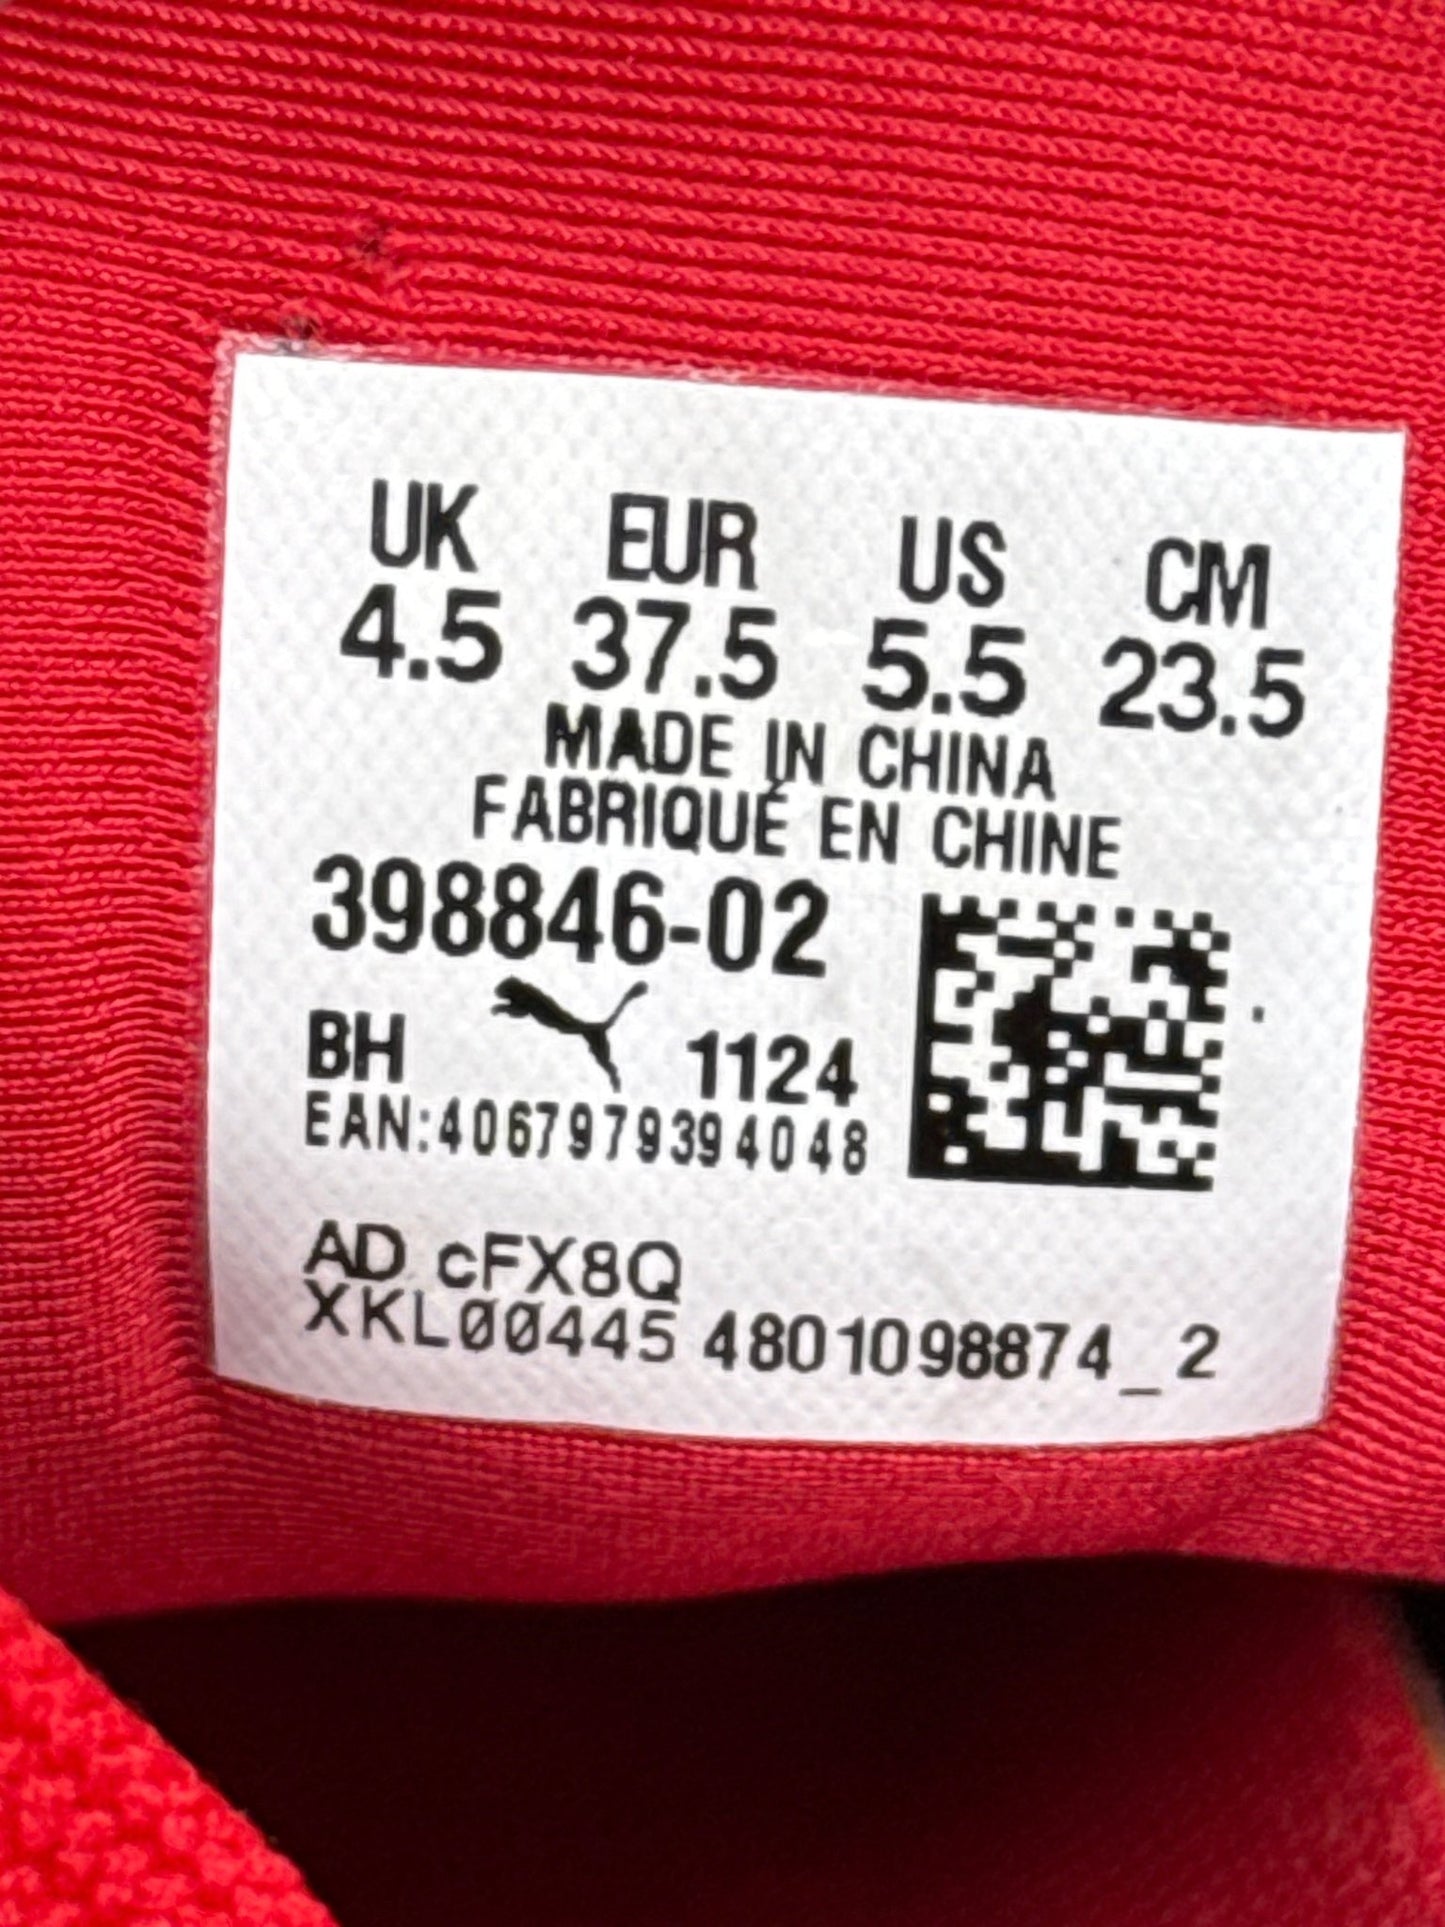 UK EUR US CM
4.5 37.5 5.5 23.5
MADE IN CHINA
FABRIQUÉ EN CHINE
398846-02
BH 1124
EAN:4067979394048
AD cFX8Q
XKL00445 4801098874_2